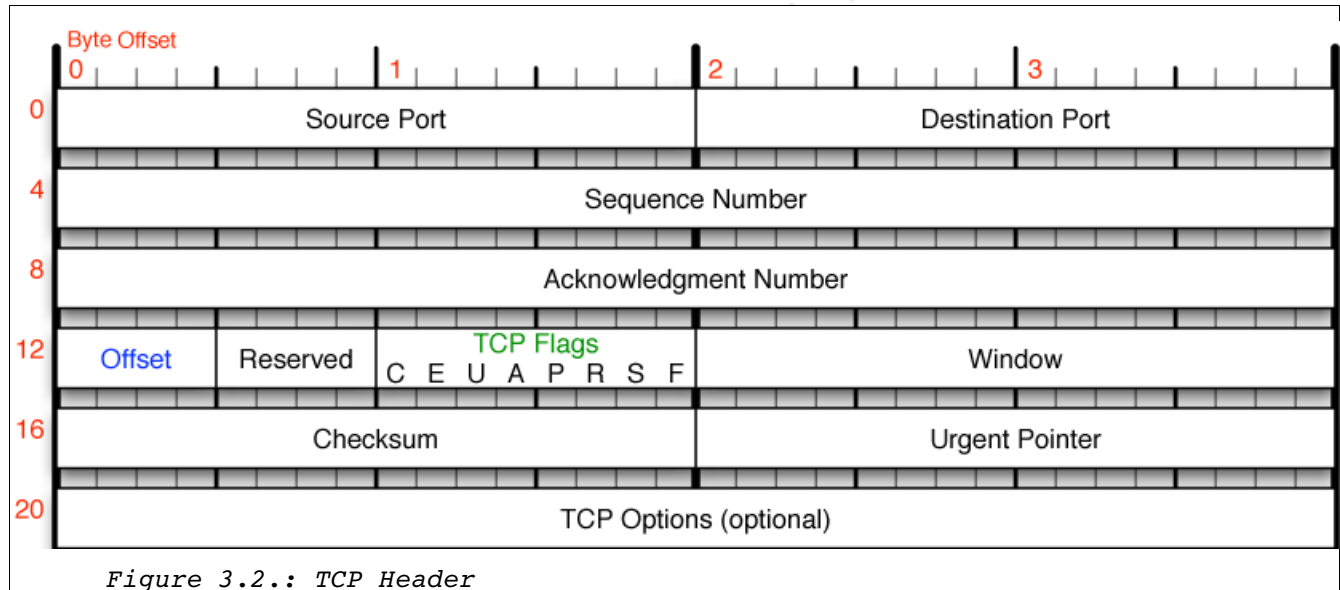 Byte Offset
0 1 2 3
0 Source Port Destination Port
4 Sequence Number
8 Acknowledgment Number
12 Offset Reserved TCP Flags Window
C E U A P R S F
16 Checksum Urgent Pointer
20 TCP Options (optional)
Figure 3.2.: TCP Header